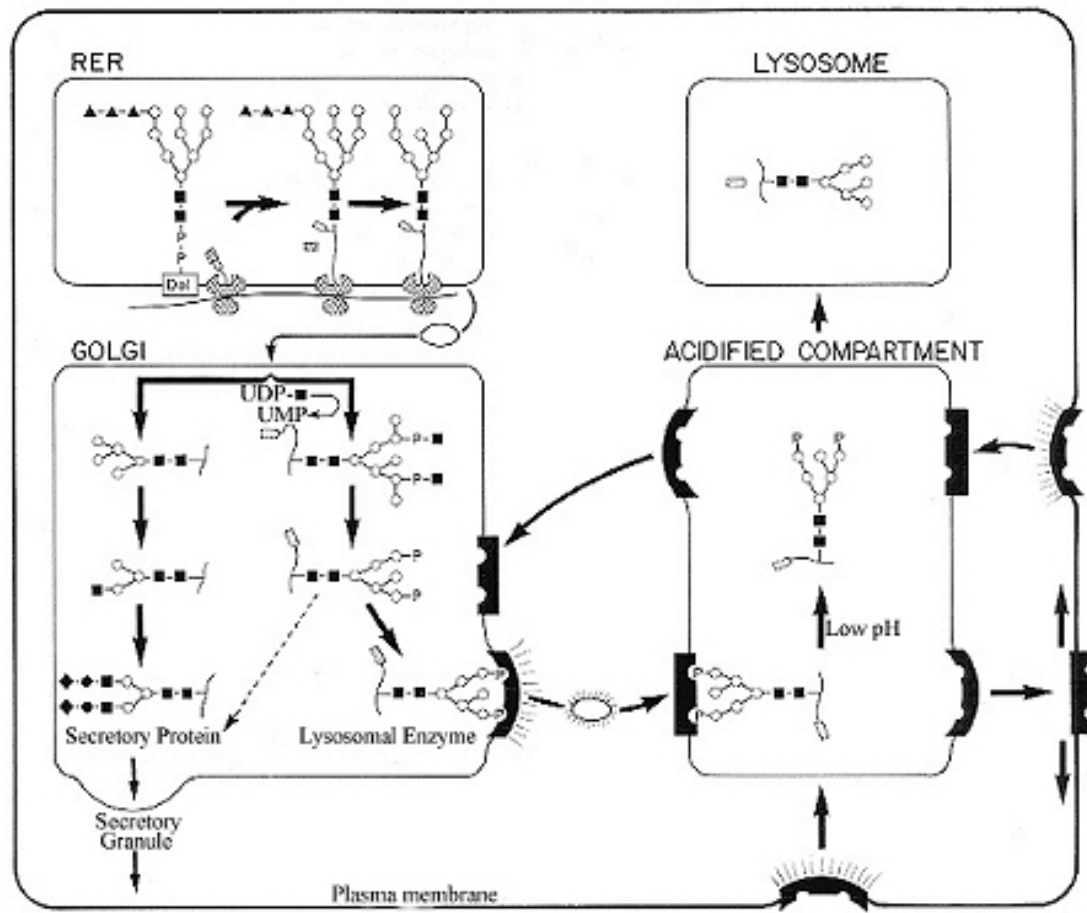 RER
LYSOSOME
P
P
Dol
GOLGI
ACIDIFIED COMPARTMENT
UDP
UMP
P
P
P
P
P
P
Low pH
P
P
P
P
Secretory Protein
Lysosomal Enzyme
Secretory
Granule
Plasma membrane